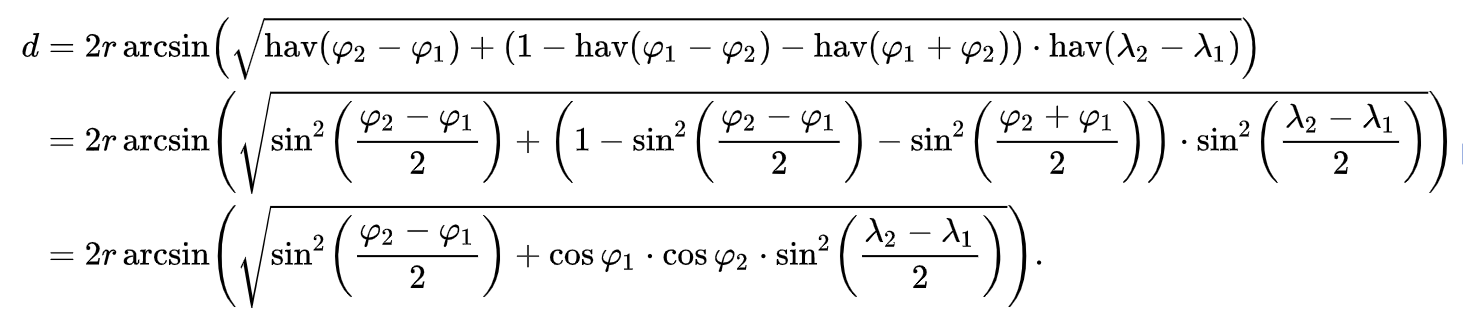 d = 2r arcsin(√(hav(φ₂ − φ₁) + (1 − hav(φ₁ − φ₂) − hav(φ₁ + φ₂)) · hav(λ₂ − λ₁)))
= 2r arcsin(√(sin²((φ₂ − φ₁)/2) + (1 − sin²((φ₂ − φ₁)/2) − sin²((φ₂ + φ₁)/2)) · sin²((λ₂ − λ₁)/2)))
= 2r arcsin(√(sin²((φ₂ − φ₁)/2) + cos φ₁ · cos φ₂ · sin²((λ₂ − λ₁)/2))).